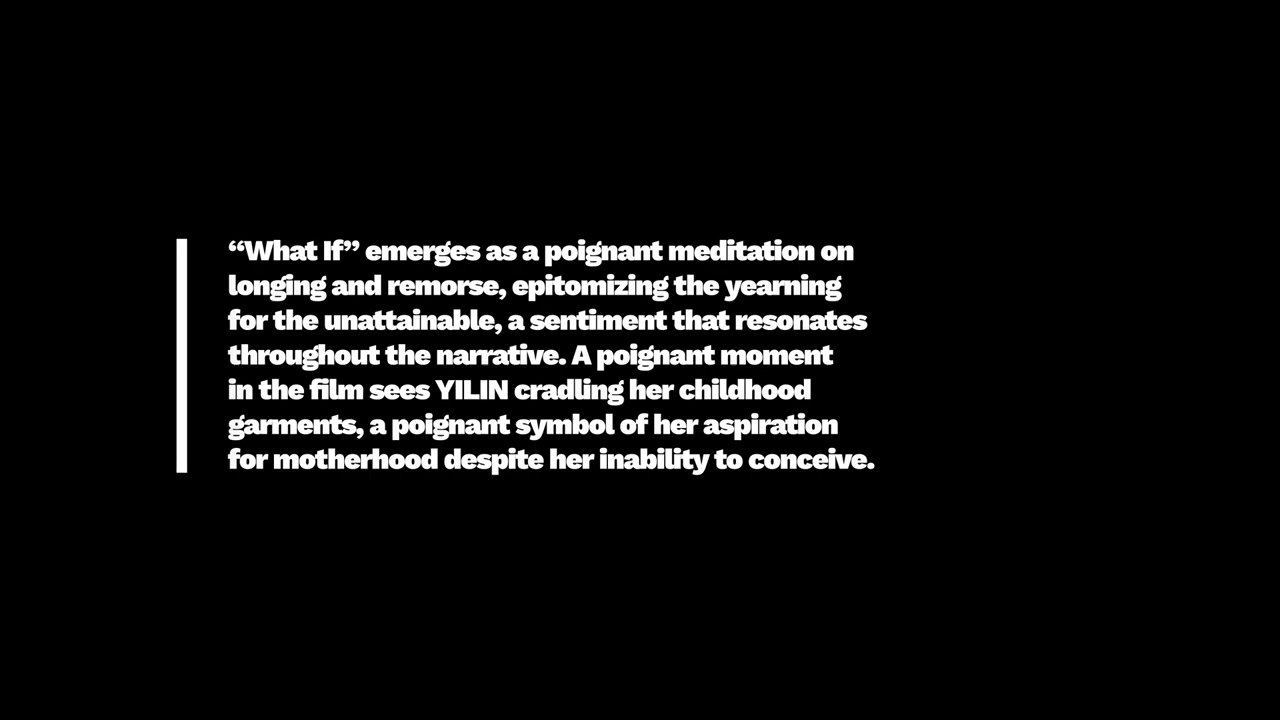 “What If” emerges as a poignant meditation on
longing and remorse, epitomizing the yearning
for the unattainable, a sentiment that resonates
throughout the narrative. A poignant moment
in the film sees YILIN cradling her childhood
garments, a poignant symbol of her aspiration
for motherhood despite her inability to conceive.